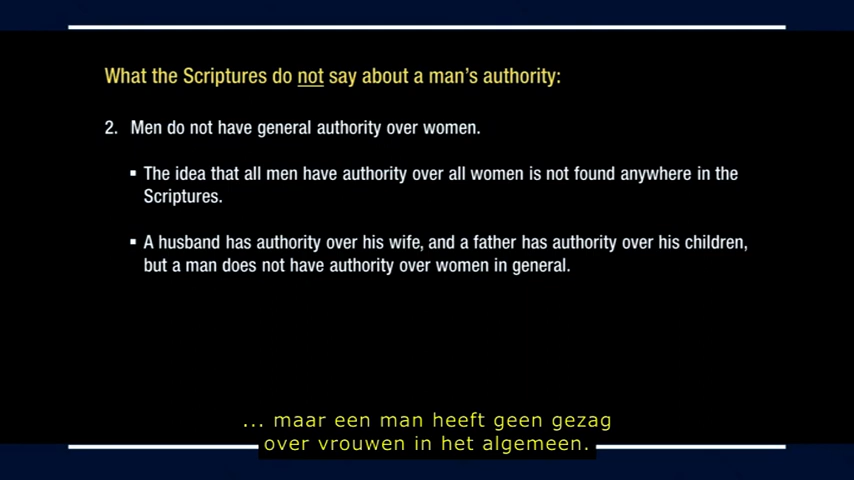 What the Scriptures do not say about a man's authority:
2. Men do not have general authority over women.
▪ The idea that all men have authority over all women is not found anywhere in the
Scriptures.
▪ A husband has authority over his wife, and a father has authority over his children,
but a man does not have authority over women in general.
... maar een man heeft geen gezag
over vrouwen in het algemeen.